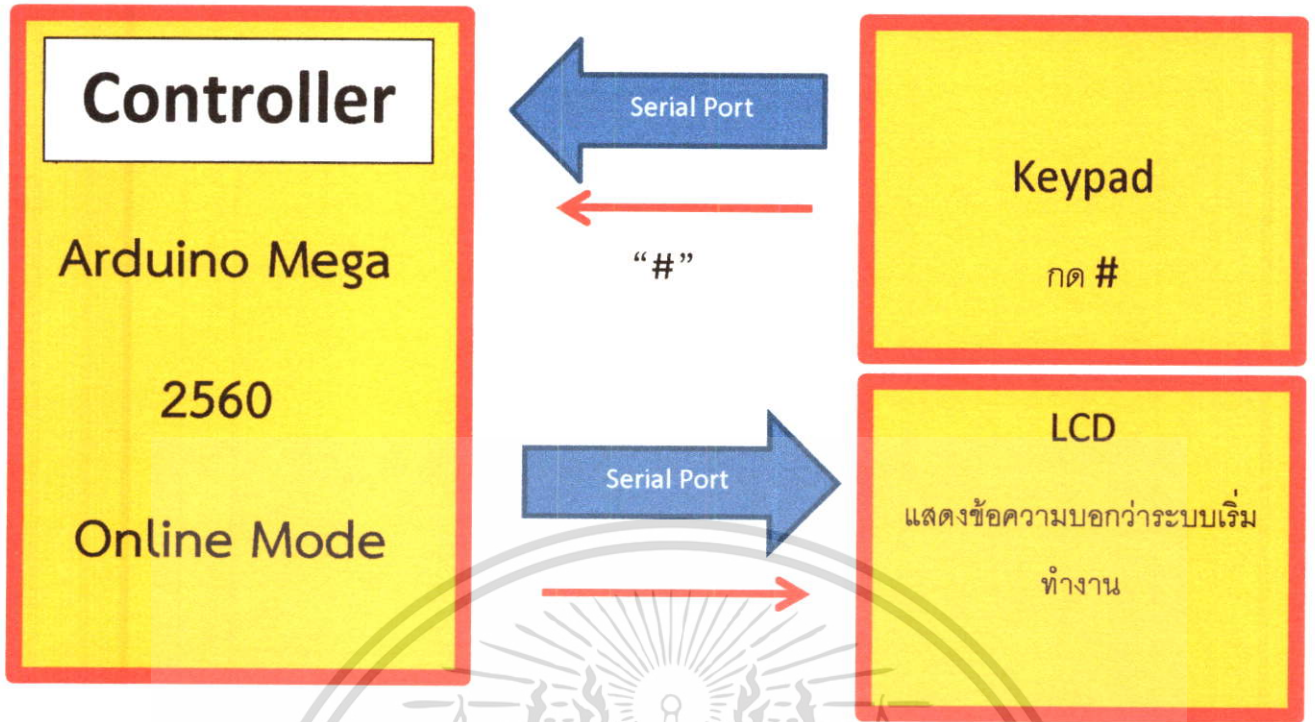 Controller
Arduino Mega
2560
Online Mode
Serial Port
“#”
Serial Port
Keypad
กด #
LCD
แสดงข้อความบอกว่าระบบเริ่ม
ทำงาน